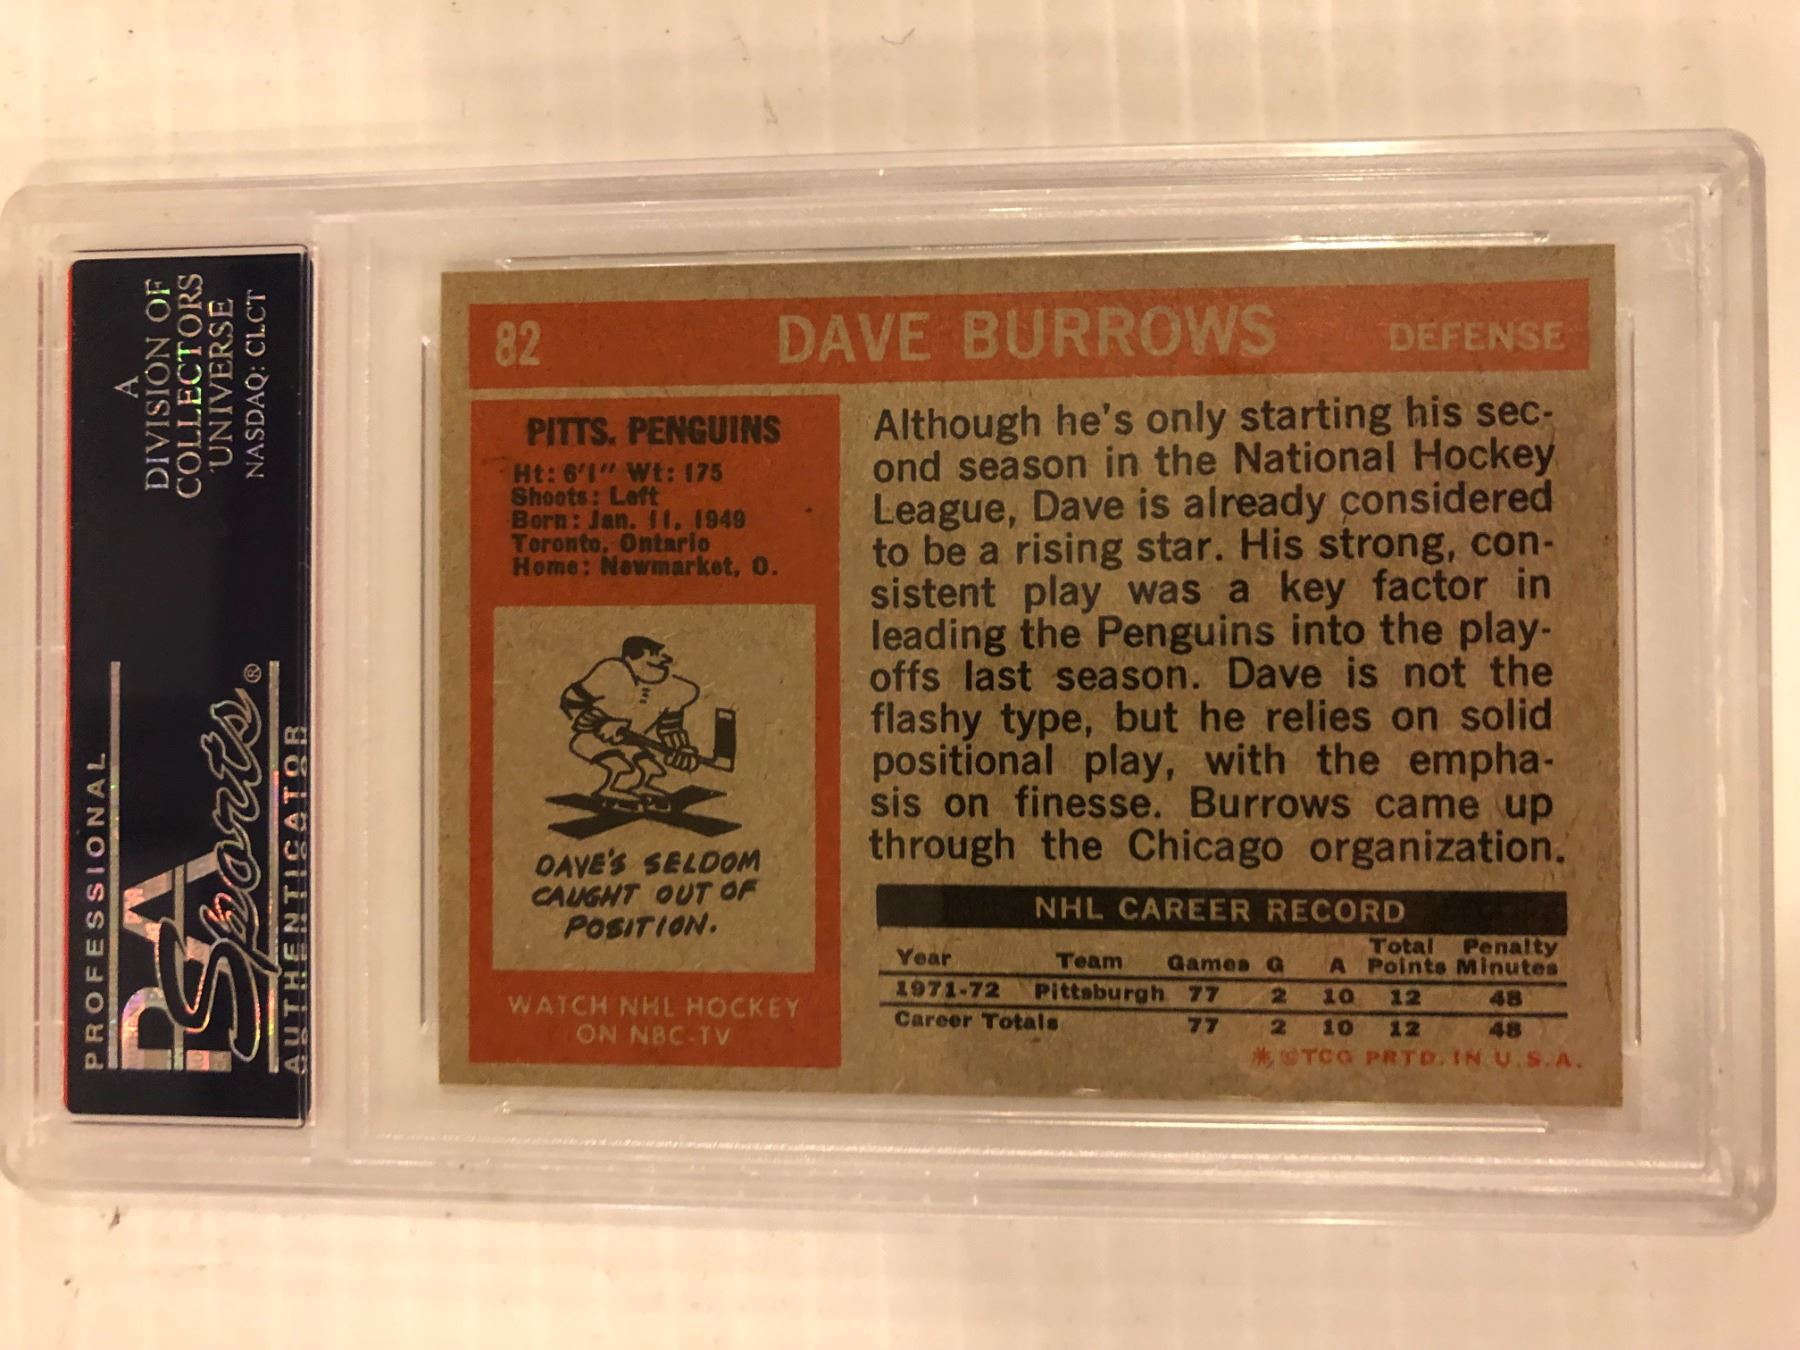 A
DIVISION OF
COLLECTORS
UNIVERSE
NASDAQ: CLCT
PROFESSIONAL
PSA
Sports®
AUTHENTICATOR
82 DAVE BURROWS DEFENSE
PITTS. PENGUINS
Ht: 6'1" Wt: 175
Shoots: Left
Born: Jan. 11, 1949
Toronto, Ontario
Home: Newmarket, O.
DAVE'S SELDOM
CAUGHT OUT OF
POSITION.
WATCH NHL HOCKEY
ON NBC-TV
Although he's only starting his sec-
ond season in the National Hockey
League, Dave is already considered
to be a rising star. His strong, con-
sistent play was a key factor in
leading the Penguins into the play-
offs last season. Dave is not the
flashy type, but he relies on solid
positional play, with the empha-
sis on finesse. Burrows came up
through the Chicago organization.
NHL CAREER RECORD
Year Team Games G A Total Points Penalty Minutes
1971-72 Pittsburgh 77 2 10 12 48
Career Totals 77 2 10 12 48
* ©TCG PRTD. IN U.S.A.